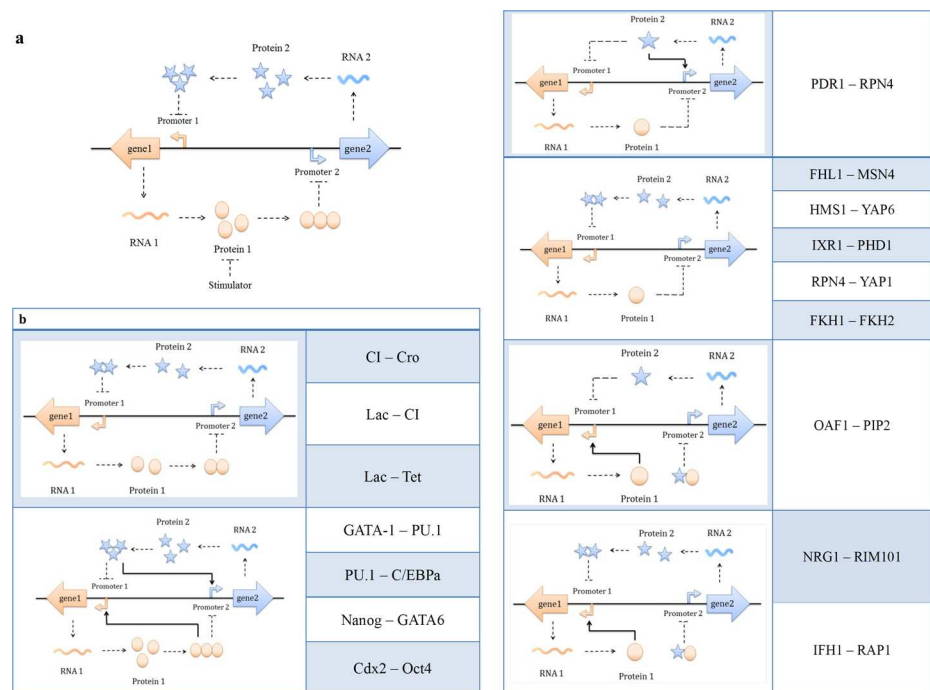 a
Protein 2
RNA 2
Promoter 1
gene1
gene2
Promoter 2
RNA 1
Protein 1
Stimulator
b
Protein 2
RNA 2
Promoter 1
gene1
gene2
Promoter 2
RNA 1
Protein 1
CI – Cro
Lac – CI
Lac – Tet
Protein 2
RNA 2
Promoter 1
gene1
gene2
Promoter 2
RNA 1
Protein 1
GATA-1 – PU.1
PU.1 – C/EBPa
Nanog – GATA6
Cdx2 – Oct4
Protein 2
RNA 2
Promoter 1
gene1
gene2
Promoter 2
RNA 1
Protein 1
PDR1 – RPN4
Protein 2
RNA 2
Promoter 1
gene1
gene2
Promoter 2
RNA 1
Protein 1
FHL1 – MSN4
HMS1 – YAP6
IXR1 – PHD1
RPN4 – YAP1
FKH1 – FKH2
Protein 2
RNA 2
Promoter 1
gene1
gene2
Promoter 2
RNA 1
Protein 1
OAF1 – PIP2
Protein 2
RNA 2
Promoter 1
gene1
gene2
Promoter 2
RNA 1
Protein 1
NRG1 – RIM101
IFH1 – RAP1